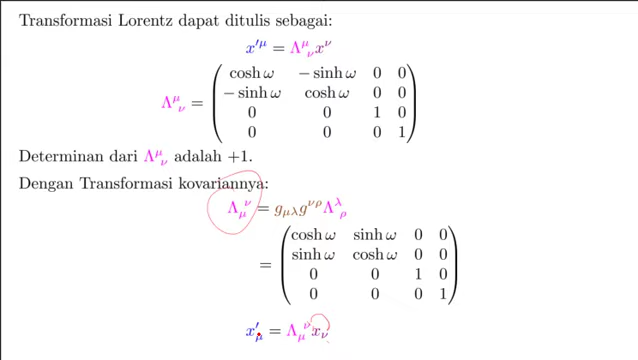 Transformasi Lorentz dapat ditulis sebagai:
x′^μ = Λ^μ_ν x^ν
Λ^μ_ν = ( cosh ω − sinh ω 0 0
− sinh ω cosh ω 0 0
0 0 1 0
0 0 0 1 )
Determinan dari Λ^μ_ν adalah +1.
Dengan Transformasi kovariannya:
Λ_μ^ν = g_μλ g^νρ Λ^λ_ρ
= ( cosh ω sinh ω 0 0
sinh ω cosh ω 0 0
0 0 1 0
0 0 0 1 )
x′_μ = Λ_μ^ν x_ν